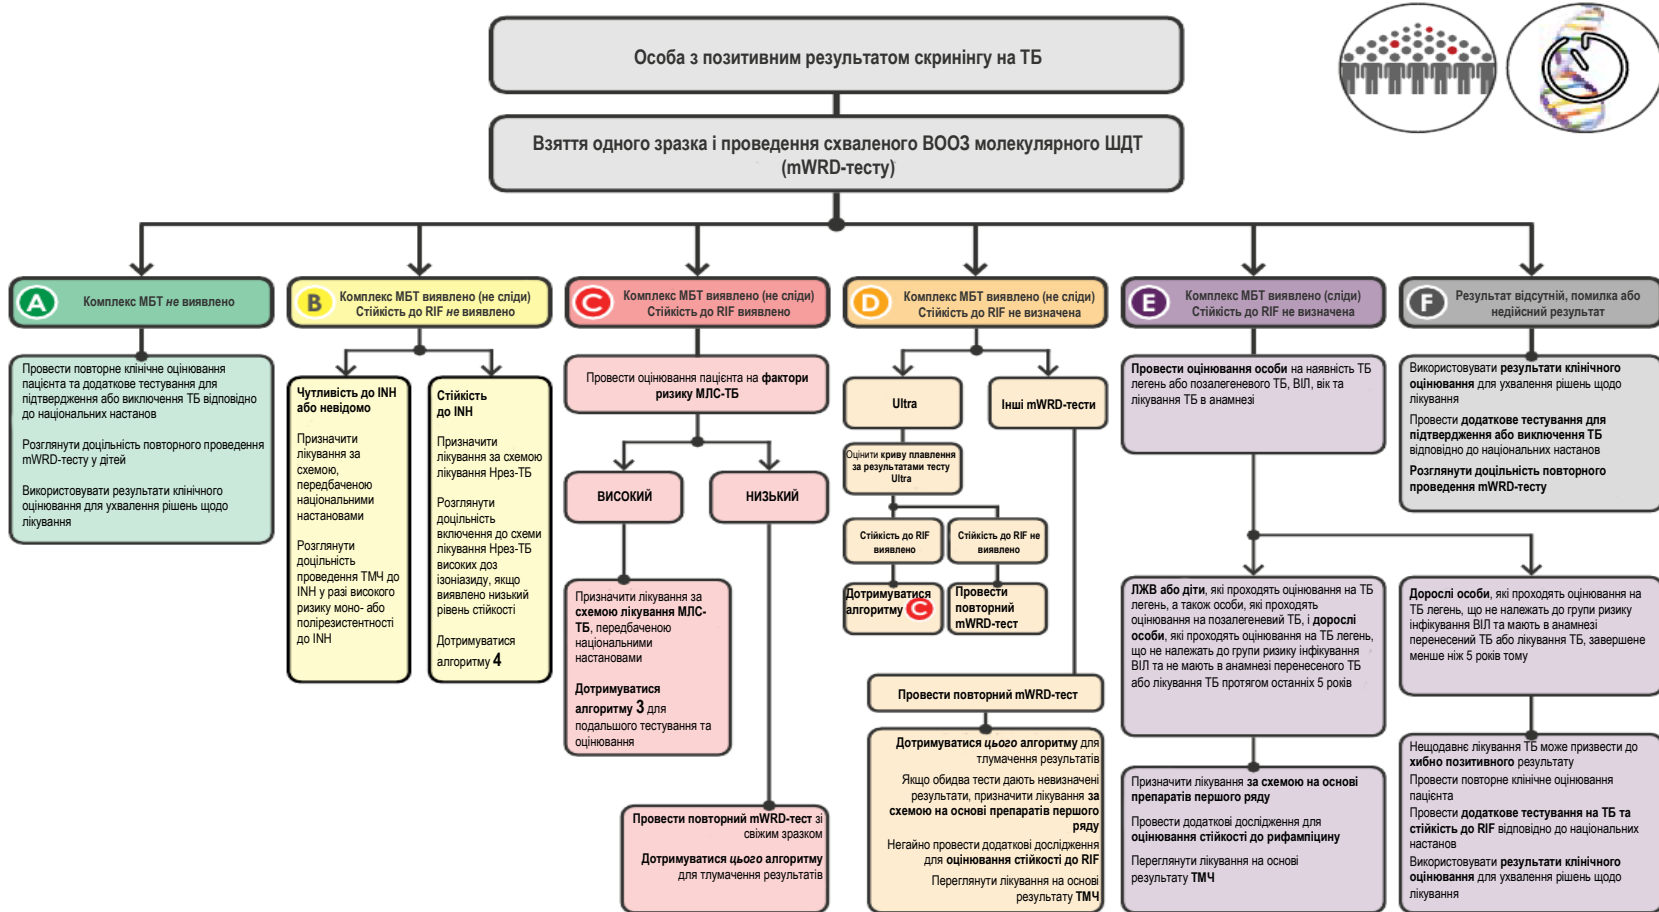 Особа з позитивним результатом скринінгу на ТБ
Взяття одного зразка і проведення схваленого ВООЗ молекулярного ШДТ
(mWRD-тесту)
A
Комплекс МБТ не виявлено
Провести повторне клінічне оцінювання
пацієнта та додаткове тестування для
підтвердження або виключення ТБ відповідно
до національних настанов
Розглянути доцільність повторного проведення
mWRD-тесту у дітей
Використовувати результати клінічного
оцінювання для ухвалення рішень щодо
лікування
B
Комплекс МБТ виявлено (не сліди)
Стійкість до RIF не виявлено
Чутливість до INH
або невідомо
Призначити
лікування за
схемою,
передбаченою
національними
настановами
Розглянути
доцільність
проведення ТМЧ до
INH у разі високого
ризику моно- або
полірезистентності
до INH
Стійкість
до INH
Призначити
лікування за схемою
лікування Hрез-ТБ
Розглянути
доцільність
включення до схеми
лікування Hрез-ТБ
високих доз
ізоніазиду, якщо
виявлено низький
рівень стійкості
Дотримуватися
алгоритму 4
C
Комплекс МБТ виявлено (не сліди)
Стійкість до RIF виявлено
Провести оцінювання пацієнта на фактори
ризику МЛС-ТБ
ВИСОКИЙ
НИЗЬКИЙ
Призначити лікування за
схемою лікування МЛС-
ТБ, передбаченою
національними
настановами
Дотримуватися
алгоритму 3 для
подальшого тестування та
оцінювання
Провести повторний mWRD-тест зі
свіжим зразком
Дотримуватися цього алгоритму
для тлумачення результатів
D
Комплекс МБТ виявлено (не сліди)
Стійкість до RIF не визначена
Ultra
Інші mWRD-тести
Оцінити криву плавлення
за результатами тесту
Ultra
Стійкість до RIF
виявлено
Стійкість до RIF не
виявлено
Дотримуватися
алгоритму C
Провести
повторний
mWRD-тест
Провести повторний mWRD-тест
Дотримуватися цього алгоритму для
тлумачення результатів
Якщо обидва тести дають невизначені
результати, призначити лікування за
схемою на основі препаратів першого
ряду
Негайно провести додаткові дослідження
для оцінювання стійкості до RIF
Переглянути лікування на основі
результату ТМЧ
E
Комплекс МБТ виявлено (сліди)
Стійкість до RIF не визначена
Провести оцінювання особи на наявність ТБ
легень або позалегеневого ТБ, ВІЛ, вік та
лікування ТБ в анамнезі
ЛЖВ або діти, які проходять оцінювання на ТБ
легень, а також особи, які проходять
оцінювання на позалегеневий ТБ, і дорослі
особи, які проходять оцінювання на ТБ легень,
що не належать до групи ризику інфікування
ВІЛ та не мають в анамнезі перенесеного ТБ
або лікування ТБ протягом останніх 5 років
Призначити лікування за схемою на основі
препаратів першого ряду
Провести додаткові дослідження для
оцінювання стійкості до рифампіцину
Переглянути лікування на основі
результату ТМЧ
Дорослі особи, які проходять оцінювання на
ТБ легень, що не належать до групи ризику
інфікування ВІЛ та мають в анамнезі
перенесений ТБ або лікування ТБ, завершене
менше ніж 5 років тому
Нещодавнє лікування ТБ може призвести до
хибно позитивного результату
Провести повторне клінічне оцінювання
пацієнта
Провести додаткове тестування на ТБ та
стійкість до RIF відповідно до національних
настанов
Використовувати результати клінічного
оцінювання для ухвалення рішень щодо
лікування
F
Результат відсутній, помилка або
недійсний результат
Використовувати результати клінічного
оцінювання для ухвалення рішень щодо
лікування
Провести додаткове тестування для
підтвердження або виключення ТБ
відповідно до національних настанов
Розглянути доцільність повторного
проведення mWRD-тесту